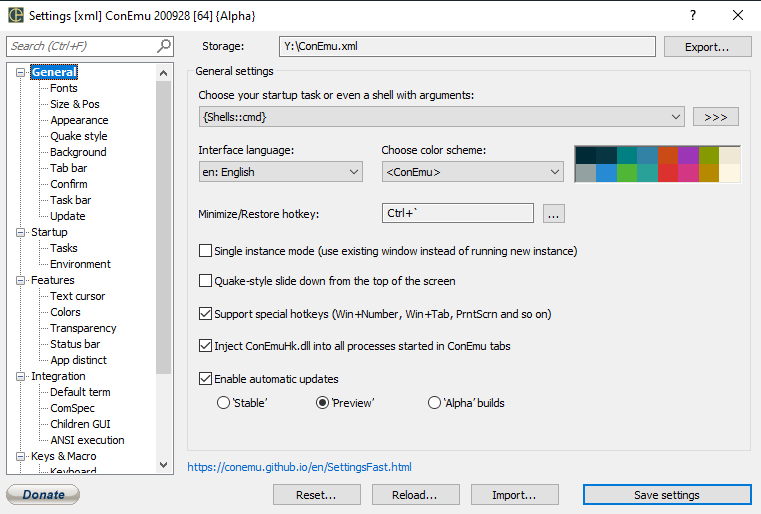 Settings [xml] ConEmu 200928 [64] {Alpha}
?
Search (Ctrl+F)
Storage:
Y:\ConEmu.xml
Export...
General
Fonts
Size & Pos
Appearance
Quake style
Background
Tab bar
Confirm
Task bar
Update
Startup
Tasks
Environment
Features
Text cursor
Colors
Transparency
Status bar
App distinct
Integration
Default term
ComSpec
Children GUI
ANSI execution
Keys & Macro
Keyboard
General settings
Choose your startup task or even a shell with arguments:
{Shells::cmd}
>>>
Interface language:
Choose color scheme:
en: English
<ConEmu>
Minimize/Restore hotkey:
Ctrl+`
...
Single instance mode (use existing window instead of running new instance)
Quake-style slide down from the top of the screen
Support special hotkeys (Win+Number, Win+Tab, PrntScrn and so on)
Inject ConEmuHk.dll into all processes started in ConEmu tabs
Enable automatic updates
'Stable'
'Preview'
'Alpha' builds
https://conemu.github.io/en/SettingsFast.html
Donate
Reset...
Reload...
Import...
Save settings